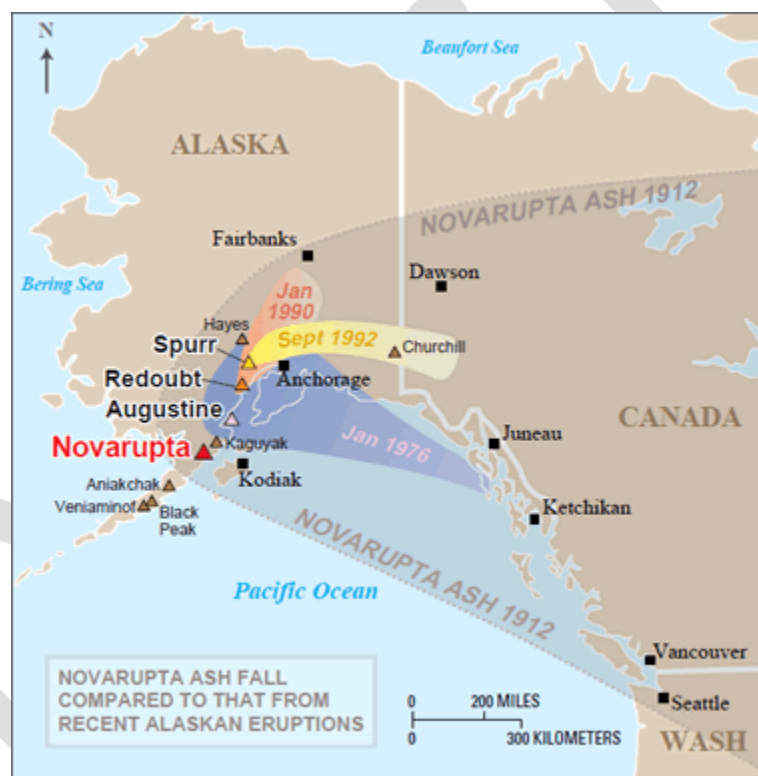 N
Beaufort Sea
ALASKA
NOVARUPTA ASH 1912
Fairbanks
Dawson
Bering Sea
Jan
1990
Hayes
Sept 1992
Spurr
Churchill
Redoubt
Anchorage
Augustine
CANADA
Juneau
Jan 1976
Novarupta
Kaguyak
Kodiak
Aniakchak
Veniaminof
Black
Peak
Ketchikan
NOVARUPTA ASH 1912
Pacific Ocean
Vancouver
NOVARUPTA ASH FALL
COMPARED TO THAT FROM
RECENT ALASKAN ERUPTIONS
0 200 MILES
0 300 KILOMETERS
Seattle
WASH